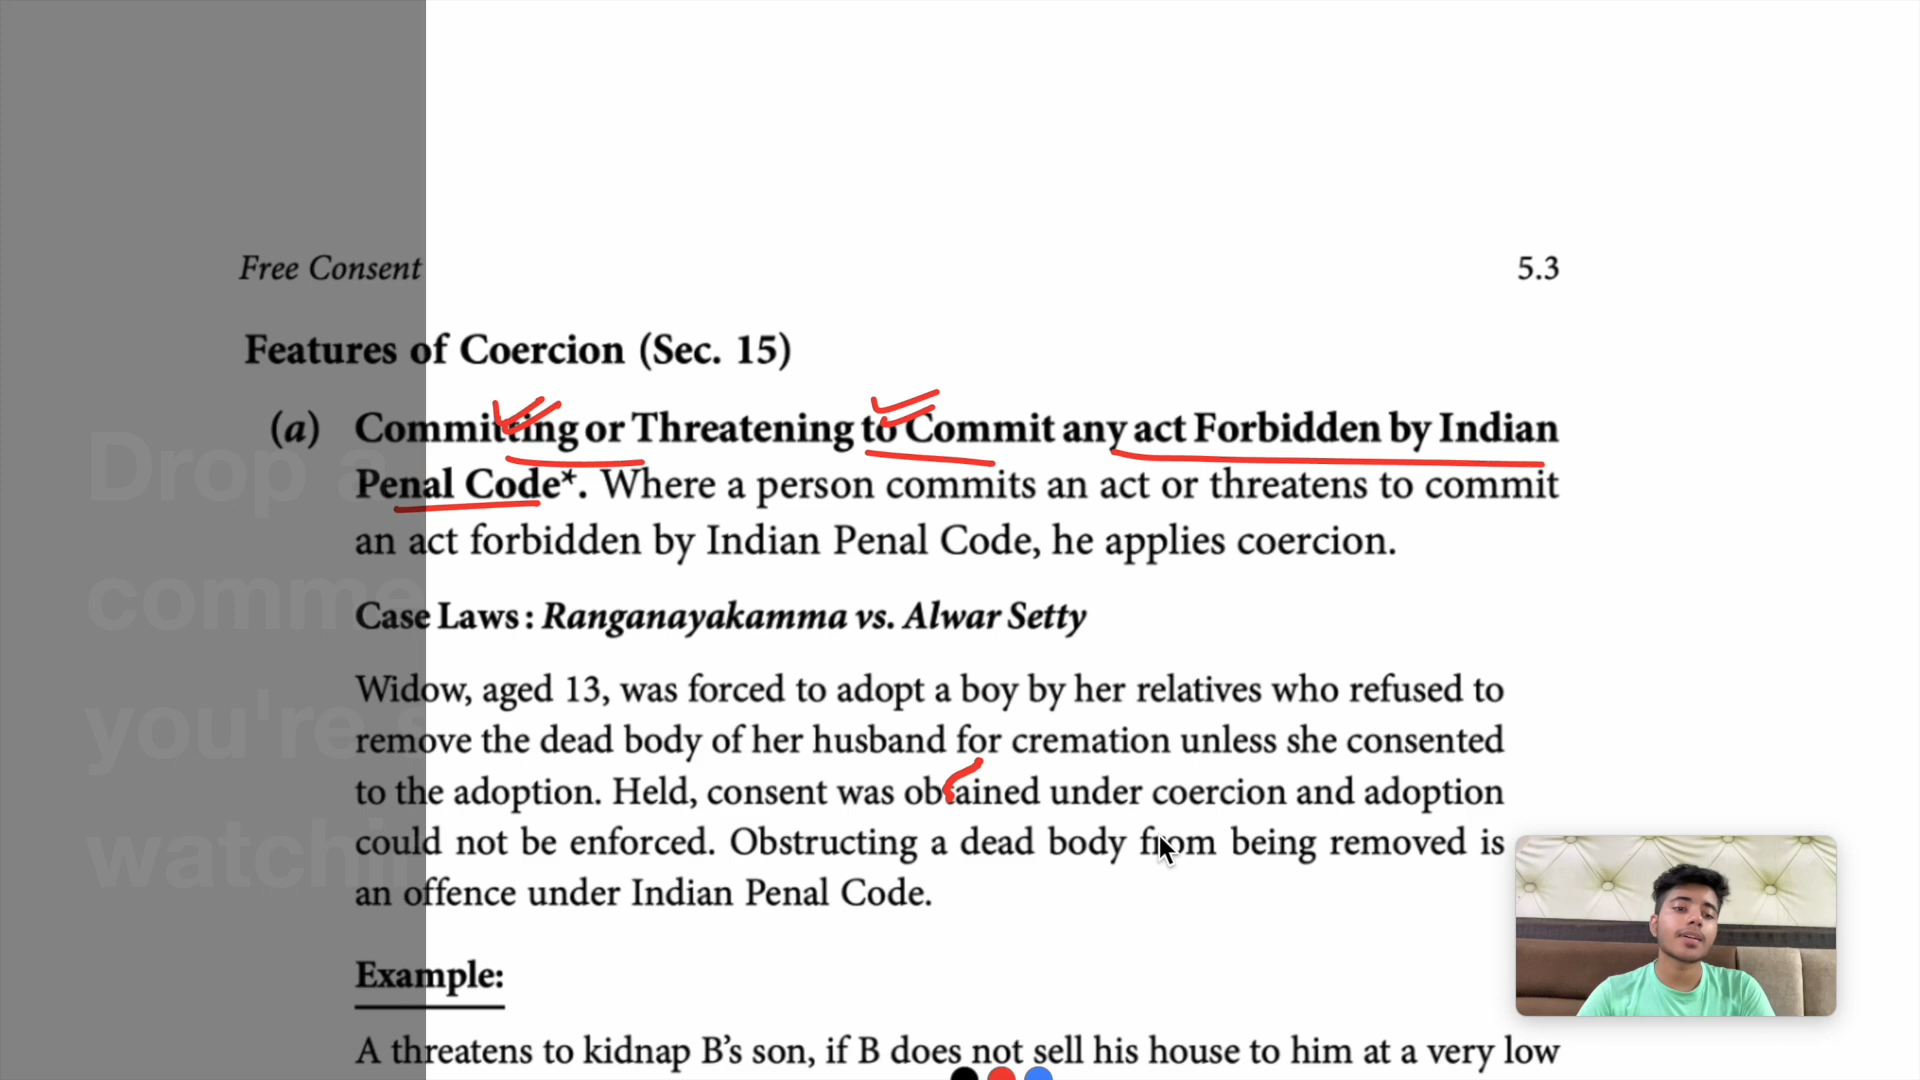 Free Consent
5.3
Features of Coercion (Sec. 15)
(a) Committing or Threatening to Commit any act Forbidden by Indian
Penal Code*. Where a person commits an act or threatens to commit
an act forbidden by Indian Penal Code, he applies coercion.
Case Laws: Ranganayakamma vs. Alwar Setty
Widow, aged 13, was forced to adopt a boy by her relatives who refused to
remove the dead body of her husband for cremation unless she consented
to the adoption. Held, consent was obtained under coercion and adoption
could not be enforced. Obstructing a dead body from being removed is
an offence under Indian Penal Code.
Example:
A threatens to kidnap B's son, if B does not sell his house to him at a very low
Drop a
comme
you're s
watchin